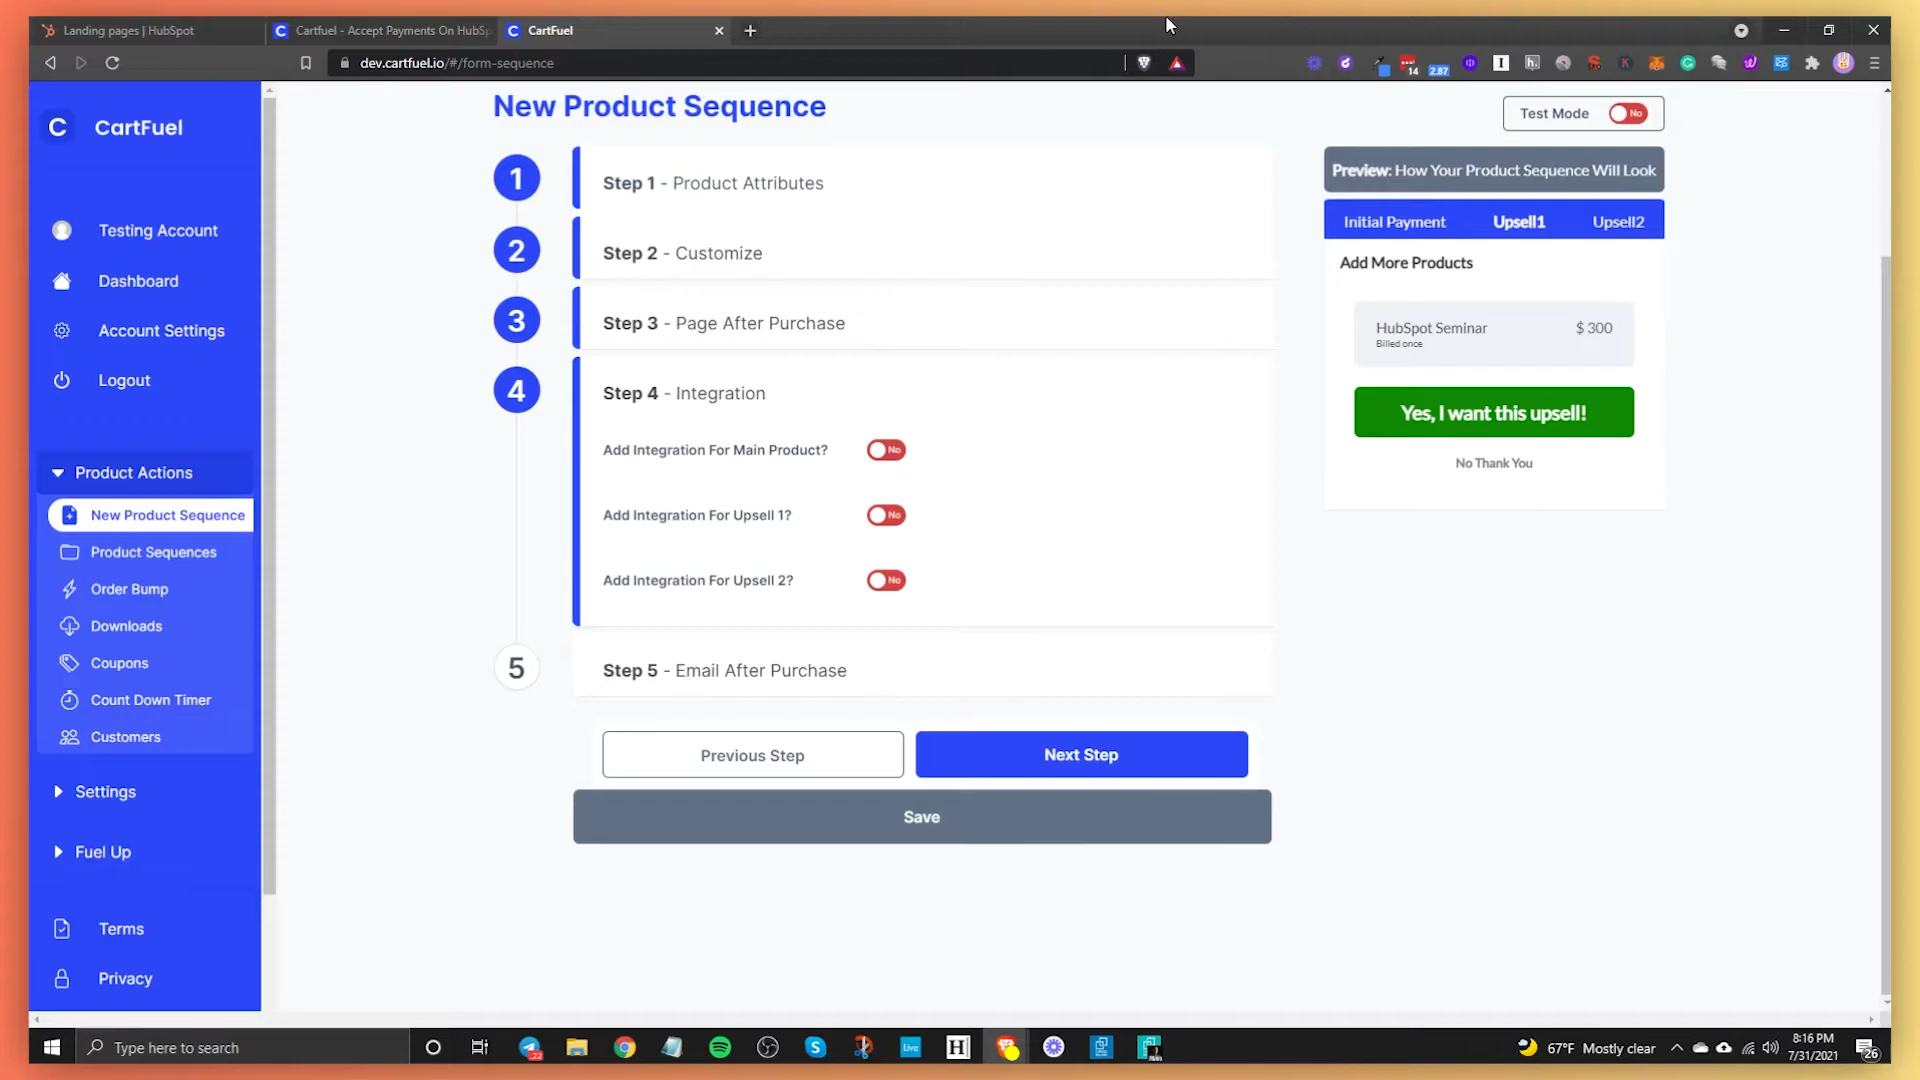 Landing pages | HubSpot
Cartfuel - Accept Payments On HubSp
CartFuel
dev.cartfuel.io/#/form-sequence
14
2.87
C CartFuel
Testing Account
Dashboard
Account Settings
Logout
Product Actions
New Product Sequence
Product Sequences
Order Bump
Downloads
Coupons
Count Down Timer
Customers
Settings
Fuel Up
Terms
Privacy
New Product Sequence
1
Step 1 - Product Attributes
2
Step 2 - Customize
3
Step 3 - Page After Purchase
4
Step 4 - Integration
Add Integration For Main Product? No
Add Integration For Upsell 1? No
Add Integration For Upsell 2? No
5
Step 5 - Email After Purchase
Previous Step
Next Step
Save
Test Mode No
Preview: How Your Product Sequence Will Look
Initial Payment Upsell1 Upsell2
Add More Products
HubSpot Seminar $ 300
Billed once
Yes, I want this upsell!
No Thank You
Type here to search
22
Live
H
67°F Mostly clear
8:16 PM
7/31/2021
26